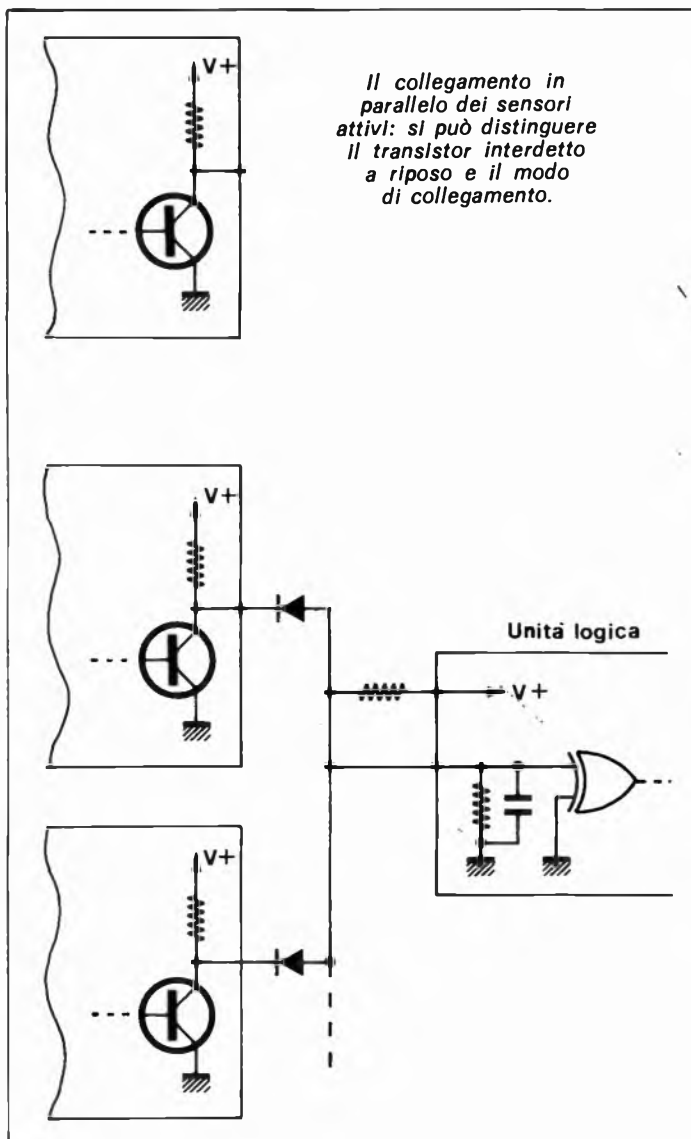 V+
Il collegamento in
parallelo dei sensori
attivi: si può distinguere
il transistor interdetto
a riposo e il modo
di collegamento.
V+
Unità logica
V+
V+